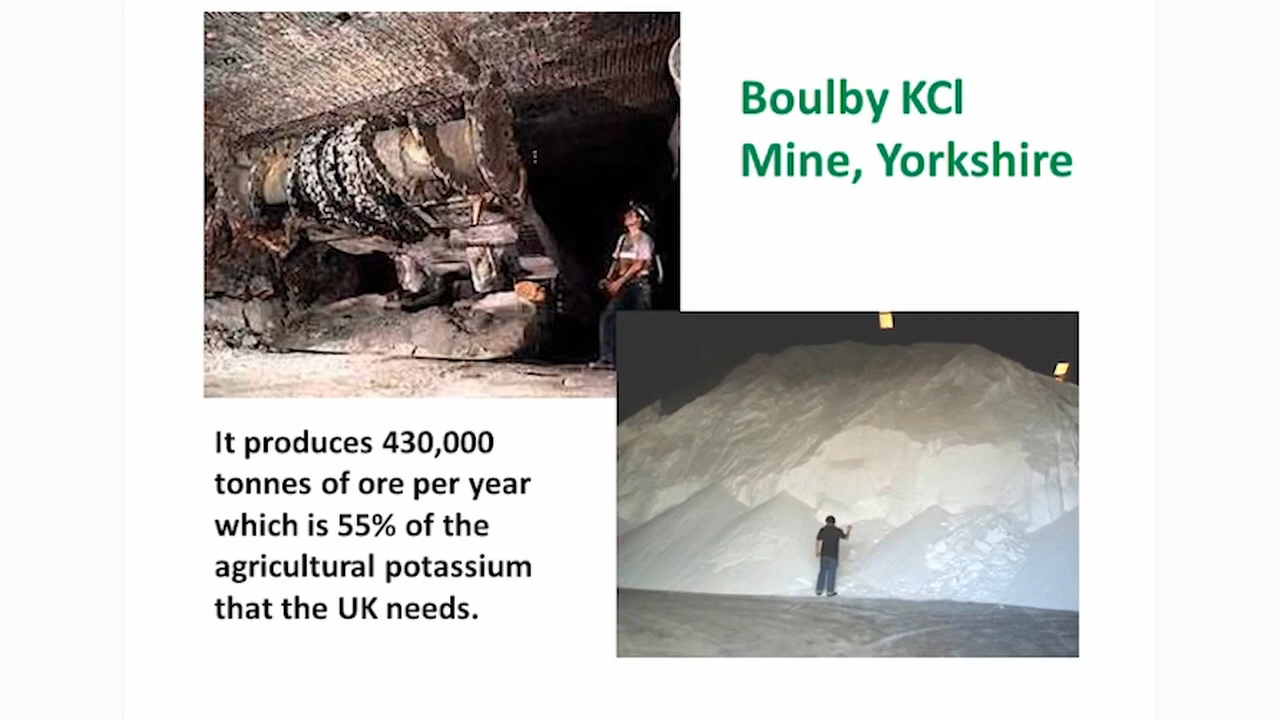 Boulby KCl
Mine, Yorkshire
It produces 430,000
tonnes of ore per year
which is 55% of the
agricultural potassium
that the UK needs.